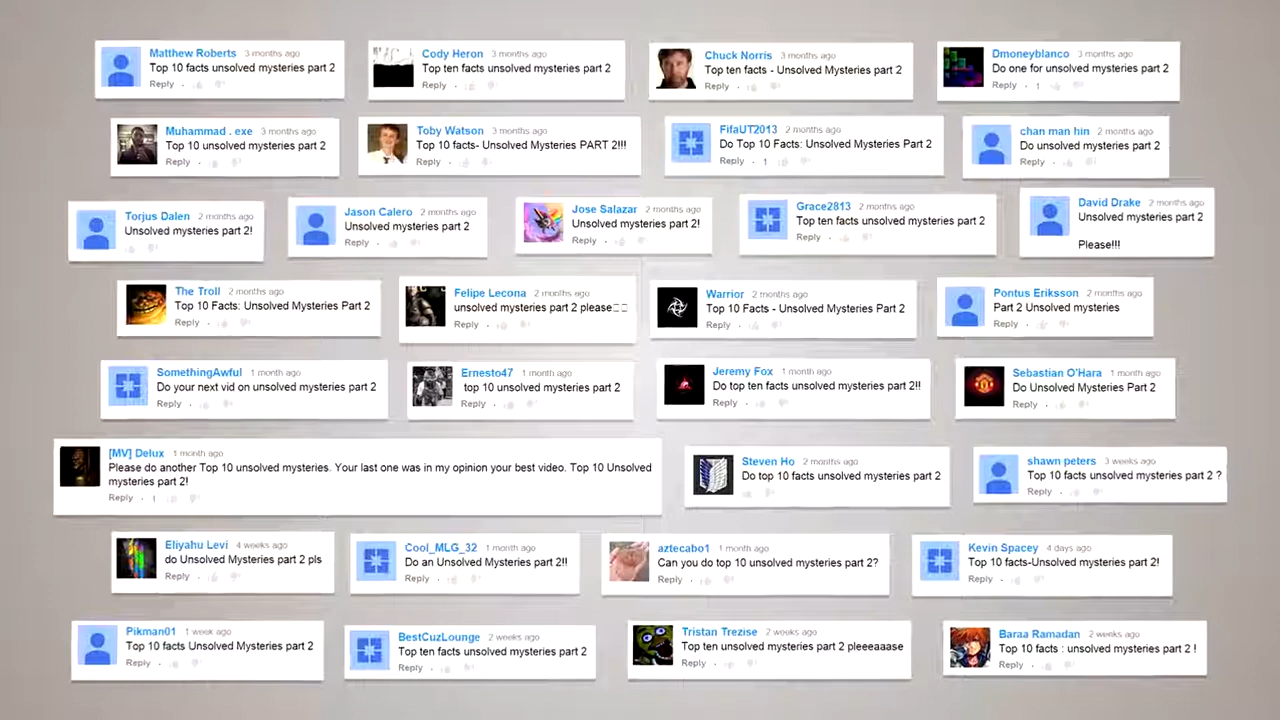 Matthew Roberts 3 months ago
Top 10 facts unsolved mysteries part 2
Reply
Cody Heron 3 months ago
Top ten facts unsolved mysteries part 2
Reply
Chuck Norris 3 months ago
Top ten facts - Unsolved Mysteries part 2
Reply
Dmoneyblanco 3 months ago
Do one for unsolved mysteries part 2
Reply · 1
Muhammad . exe 3 months ago
Top 10 unsolved mysteries part 2
Reply ·
Toby Watson 3 months ago
Top 10 facts- Unsolved Mysteries PART 2!!!
Reply ·
FifaUT2013 2 months ago
Do Top 10 Facts: Unsolved Mysteries Part 2
Reply · 1
chan man hin 2 months ago
Do unsolved mysteries part 2
Reply ·
Torjus Dalen 2 months ago
Unsolved mysteries part 2!
Jason Calero 2 months ago
Unsolved mysteries part 2
Reply ·
Jose Salazar 2 months ago
Unsolved mysteries part 2!
Reply ·
Grace2813 2 months ago
Top ten facts unsolved mysteries part 2
Reply ·
David Drake 2 months ago
Unsolved mysteries part 2
Please!!!
The Troll 2 months ago
Top 10 Facts: Unsolved Mysteries Part 2
Reply ·
Felipe Lecona 2 months ago
unsolved mysteries part 2 please
Reply ·
Warrior 2 months ago
Top 10 Facts - Unsolved Mysteries Part 2
Reply ·
Pontus Eriksson 2 months ago
Part 2 Unsolved mysteries
Reply ·
SomethingAwful 1 month ago
Do your next vid on unsolved mysteries part 2
Reply ·
Ernesto47 1 month ago
top 10 unsolved mysteries part 2
Reply ·
Jeremy Fox 1 month ago
Do top ten facts unsolved mysteries part 2!!
Reply ·
Sebastian O'Hara 1 month ago
Do Unsolved Mysteries Part 2
Reply ·
[MV] Delux 1 month ago
Please do another Top 10 unsolved mysteries. Your last one was in my opinion your best video. Top 10 Unsolved
mysteries part 2!
Reply · 1
Steven Ho 2 months ago
Do top 10 facts unsolved mysteries part 2
shawn peters 3 weeks ago
Top 10 facts unsolved mysteries part 2 ?
Reply ·
Eliyahu Levi 4 weeks ago
do Unsolved Mysteries part 2 pls
Reply ·
Cool_MLG_32 1 month ago
Do an Unsolved Mysteries part 2!!
Reply ·
aztecabo1 1 month ago
Can you do top 10 unsolved mysteries part 2?
Reply ·
Kevin Spacey 4 days ago
Top 10 facts-Unsolved mysteries part 2!
Reply ·
Pikman01 1 week ago
Top 10 facts Unsolved Mysteries part 2
Reply ·
BestCuzLounge 2 weeks ago
Top ten facts unsolved mysteries part 2
Reply ·
Tristan Trezise 2 weeks ago
Top ten unsolved mysteries part 2 pleeeaaase
Reply ·
Baraa Ramadan 2 weeks ago
Top 10 facts : unsolved mysteries part 2 !
Reply ·